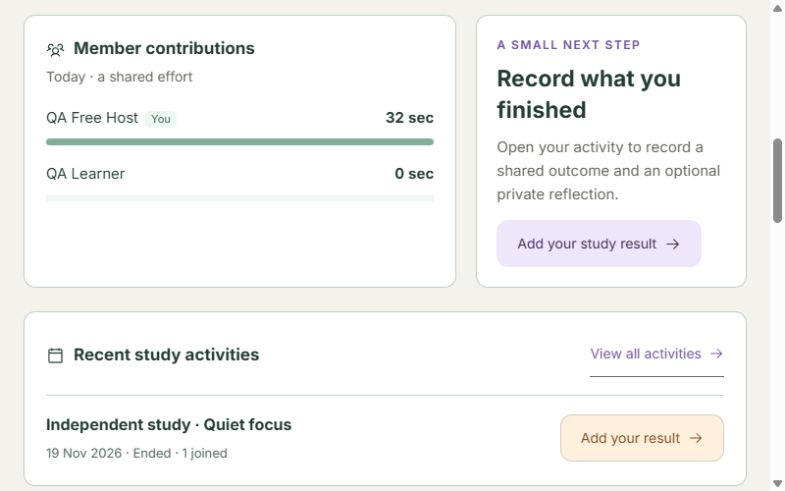 Member contributions
Today · a shared effort
QA Free Host You 32 sec
QA Learner 0 sec
A SMALL NEXT STEP
Record what you
finished
Open your activity to record a
shared outcome and an optional
private reflection.
Add your study result →
Recent study activities
View all activities →
Independent study · Quiet focus
19 Nov 2026 · Ended · 1 joined
Add your result →